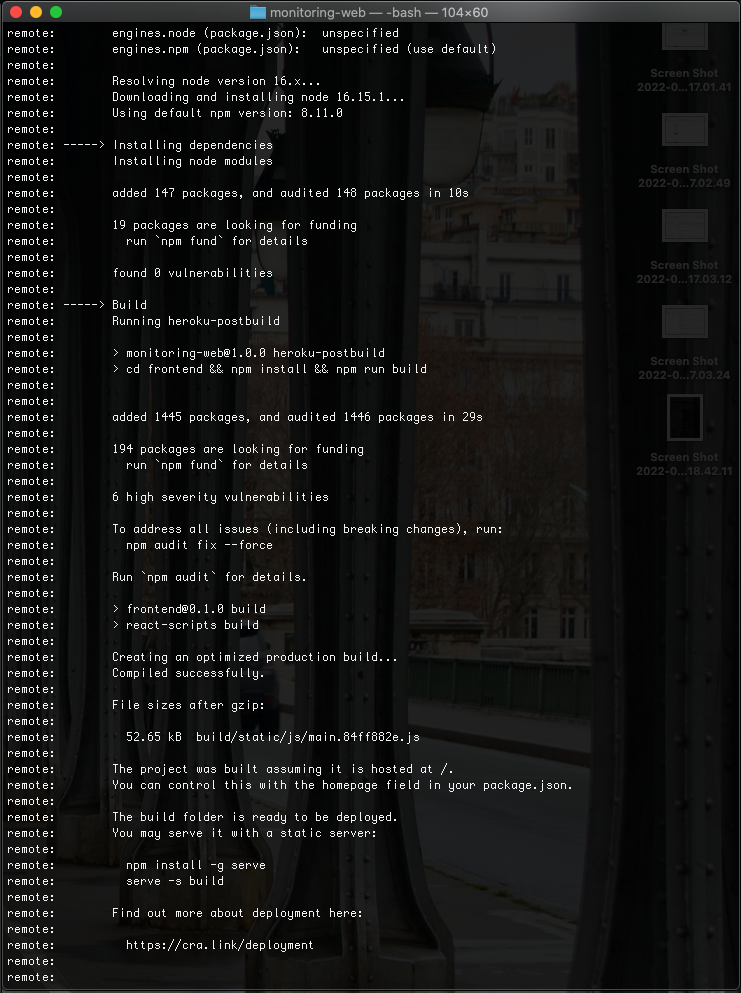 monitoring-web — -bash — 104×60
remote:        engines.node (package.json):  unspecified
remote:        engines.npm (package.json):   unspecified (use default)
remote:
remote:        Resolving node version 16.x...
remote:        Downloading and installing node 16.15.1...
remote:        Using default npm version: 8.11.0
remote:
remote: -----> Installing dependencies
remote:        Installing node modules
remote:
remote:        added 147 packages, and audited 148 packages in 10s
remote:
remote:        19 packages are looking for funding
remote:          run `npm fund` for details
remote:
remote:        found 0 vulnerabilities
remote:
remote: -----> Build
remote:        Running heroku-postbuild
remote:
remote:        > monitoring-web@1.0.0 heroku-postbuild
remote:        > cd frontend && npm install && npm run build
remote:
remote:
remote:        added 1445 packages, and audited 1446 packages in 29s
remote:
remote:        194 packages are looking for funding
remote:          run `npm fund` for details
remote:
remote:        6 high severity vulnerabilities
remote:
remote:        To address all issues (including breaking changes), run:
remote:          npm audit fix --force
remote:
remote:        Run `npm audit` for details.
remote:
remote:        > frontend@0.1.0 build
remote:        > react-scripts build
remote:
remote:        Creating an optimized production build...
remote:        Compiled successfully.
remote:
remote:        File sizes after gzip:
remote:
remote:          52.65 kB  build/static/js/main.84ff882e.js
remote:
remote:        The project was built assuming it is hosted at /.
remote:        You can control this with the homepage field in your package.json.
remote:
remote:        The build folder is ready to be deployed.
remote:        You may serve it with a static server:
remote:
remote:          npm install -g serve
remote:          serve -s build
remote:
remote:        Find out more about deployment here:
remote:
remote:          https://cra.link/deployment
remote:
remote:
Screen Shot
2022-0...17.01.41
Screen Shot
2022-0...7.02.49
Screen Shot
2022-0...17.03.12
Screen Shot
2022-0...7.03.24
Screen Shot
2022-0...18.42.11